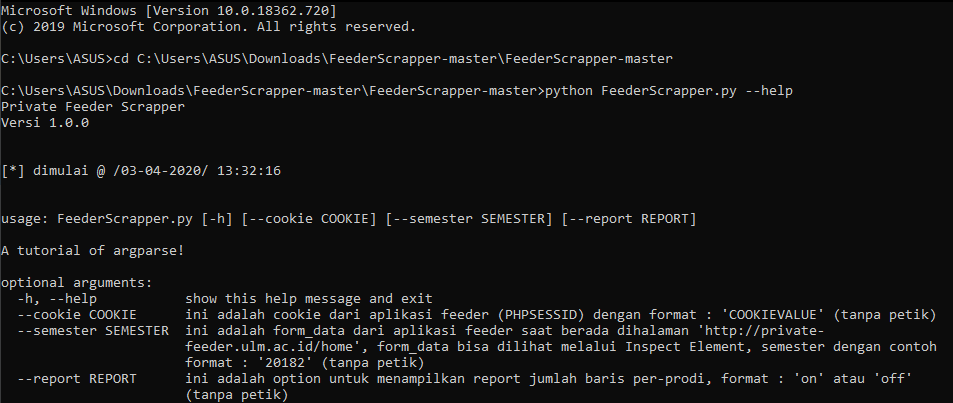 Microsoft Windows [Version 10.0.18362.720]
(c) 2019 Microsoft Corporation. All rights reserved.
C:\Users\ASUS>cd C:\Users\ASUS\Downloads\FeederScrapper-master\FeederScrapper-master
C:\Users\ASUS\Downloads\FeederScrapper-master\FeederScrapper-master>python FeederScrapper.py --help
Private Feeder Scrapper
Versi 1.0.0
[*] dimulai @ /03-04-2020/ 13:32:16
usage: FeederScrapper.py [-h] [--cookie COOKIE] [--semester SEMESTER] [--report REPORT]
A tutorial of argparse!
optional arguments:
-h, --help show this help message and exit
--cookie COOKIE ini adalah cookie dari aplikasi feeder (PHPSESSID) dengan format : 'COOKIEVALUE' (tanpa petik)
--semester SEMESTER ini adalah form_data dari aplikasi feeder saat berada dihalaman 'http://private-
feeder.ulm.ac.id/home', form_data bisa dilihat melalui Inspect Element, semester dengan contoh
format : '20182' (tanpa petik)
--report REPORT ini adalah option untuk menampilkan report jumlah baris per-prodi, format : 'on' atau 'off'
(tanpa petik)